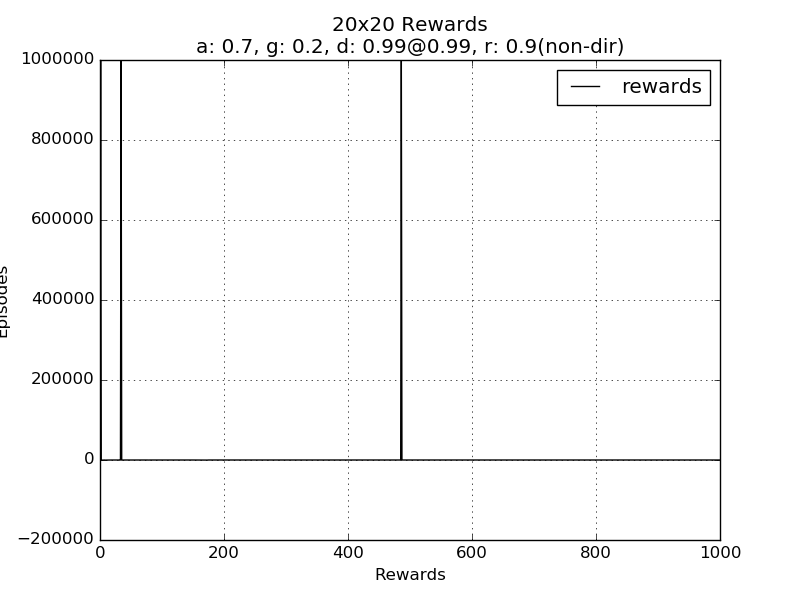 20x20 Rewards
a: 0.7, g: 0.2, d: 0.99@0.99, r: 0.9(non-dir)
1000000
rewards
800000
600000
400000
Episodes
200000
0
−200000
0 200 400 600 800 1000
Rewards